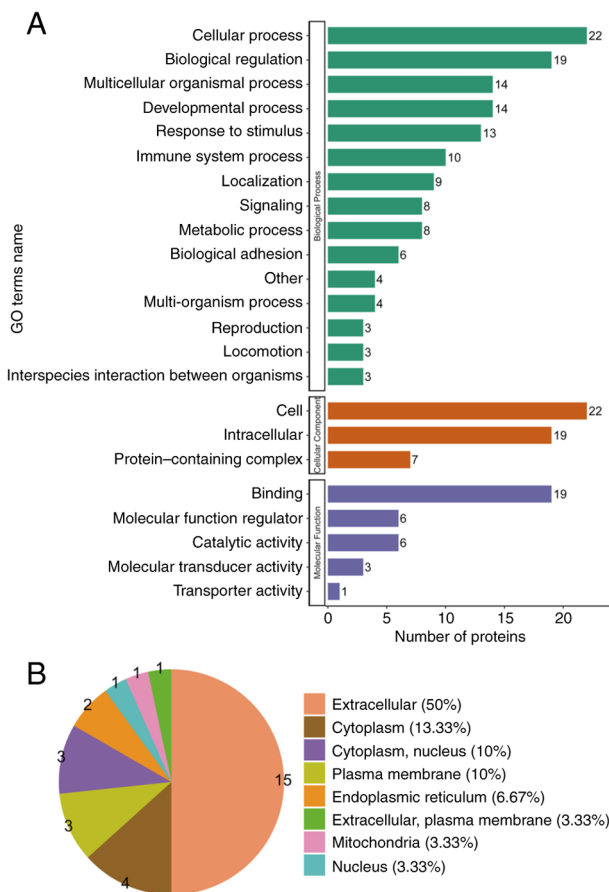 A
GO terms name
Cellular process
22
Biological regulation
19
Multicellular organismal process
14
Developmental process
14
Response to stimulus
13
Immune system process
10
Localization
9
Signaling
8
Metabolic process
8
Biological adhesion
6
Other
4
Multi-organism process
4
Reproduction
3
Locomotion
3
Interspecies interaction between organisms
3
Biological Process
Cell
22
Intracellular
19
Protein–containing complex
7
Cellular Component
Binding
19
Molecular function regulator
6
Catalytic activity
6
Molecular transducer activity
3
Transporter activity
1
Molecular Function
0 5 10 15 20
Number of proteins
B
1 1 1
2
3
3
4
15
Extracellular (50%)
Cytoplasm (13.33%)
Cytoplasm, nucleus (10%)
Plasma membrane (10%)
Endoplasmic reticulum (6.67%)
Extracellular, plasma membrane (3.33%)
Mitochondria (3.33%)
Nucleus (3.33%)